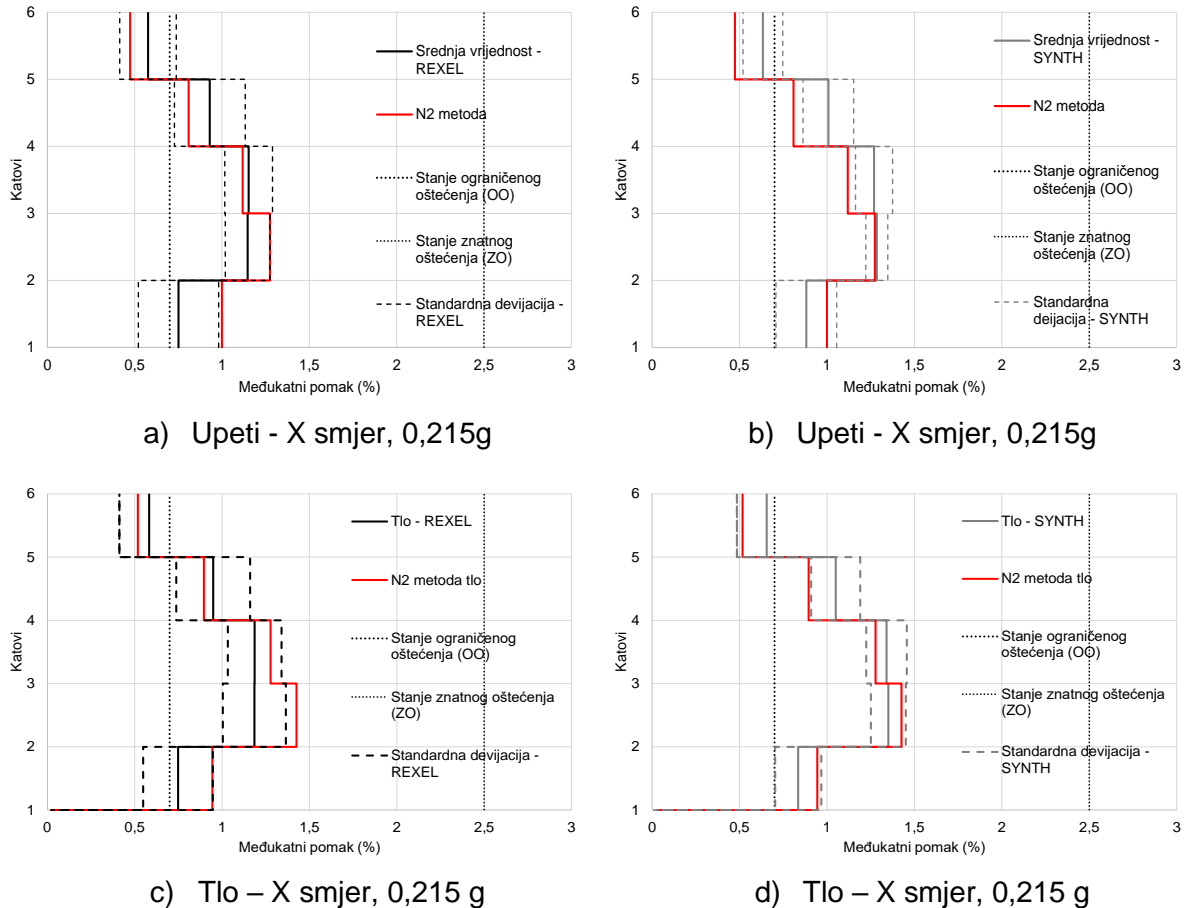 6
5
4
3
2
1
Katovi
0
0,5
1
1,5
2
2,5
3
Međukatni pomak (%)
Srednja vrijednost -
REXEL
N2 metoda
Stanje ograničenog
oštećenja (OO)
Stanje znatnog
oštećenja (ZO)
Standardna devijacija -
REXEL
a) Upeti - X smjer, 0,215g
6
5
4
3
2
1
Katovi
0
0,5
1
1,5
2
2,5
3
Međukatni pomak (%)
Srednja vrijednost -
SYNTH
N2 metoda
Stanje ograničenog
oštećenja (OO)
Stanje znatnog
oštećenja (ZO)
Standardna
deijacija - SYNTH
b) Upeti - X smjer, 0,215g
6
5
4
3
2
1
Katovi
0
0,5
1
1,5
2
2,5
3
Međukatni pomak (%)
Tlo - REXEL
N2 metoda tlo
Stanje ograničenog
oštećenja (OO)
Stanje znatnog oštećenja
(ZO)
Standardna devijacija -
REXEL
c) Tlo – X smjer, 0,215 g
6
5
4
3
2
1
Katovi
0
0,5
1
1,5
2
2,5
3
Međukatni pomak (%)
Tlo - SYNTH
N2 metoda tlo
Stanje ograničenog
oštećenja (OO)
Stanje znatnog oštećenja
(ZO)
Standardna devijacija -
SYNTH
d) Tlo – X smjer, 0,215 g